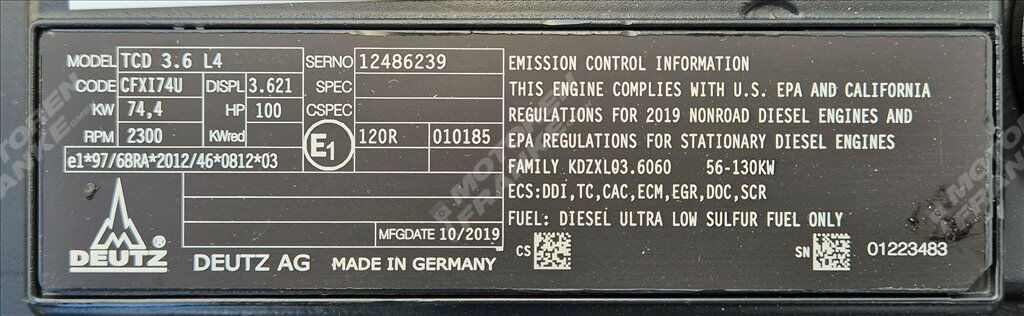 MODEL TCD 3.6 L4 SERNO 12486239
CODE CFXI74U DISPL 3.621 SPEC
KW 74,4 HP 100 CSPEC
RPM 2300 KWred E1 120R 010185
e1*97/68RA*2012/46*0812*03
MFGDATE 10/2019
DEUTZ ® DEUTZ AG MADE IN GERMANY
EMISSION CONTROL INFORMATION
THIS ENGINE COMPLIES WITH U.S. EPA AND CALIFORNIA
REGULATIONS FOR 2019 NONROAD DIESEL ENGINES AND
EPA REGULATIONS FOR STATIONARY DIESEL ENGINES
FAMILY KDZXL03.6060 56-130KW
ECS:DDI,TC,CAC,ECM,EGR,DOC,SCR
FUEL: DIESEL ULTRA LOW SULFUR FUEL ONLY
CS SN 01223483
MOTOREN
FRANKE